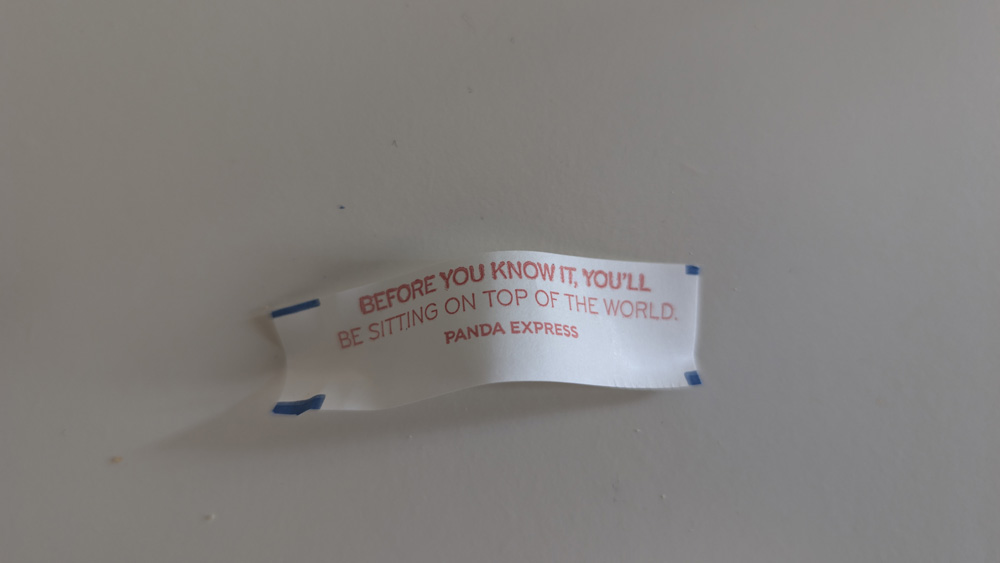 BEFORE YOU KNOW IT, YOU'LL
BE SITTING ON TOP OF THE WORLD.
PANDA EXPRESS